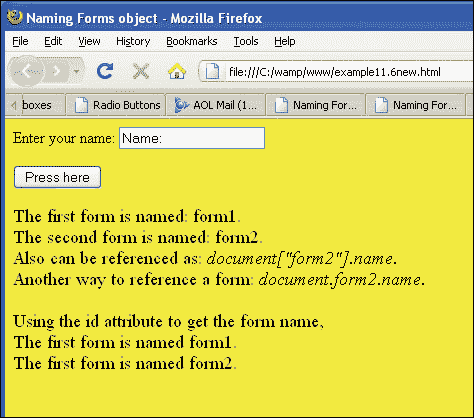 Naming Forms object - Mozilla Firefox
File Edit View History Bookmarks Tools Help
file:///C:/wamp/www/example11.6new.html
boxes Radio Buttons AOL Mail (1... Naming For... Naming For...
Enter your name: Name:
Press here
The first form is named: form1.
The second form is named: form2.
Also can be referenced as: document["form2"].name.
Another way to reference a form: document.form2.name.
Using the id attribute to get the form name,
The first form is named form1.
The first form is named form2.